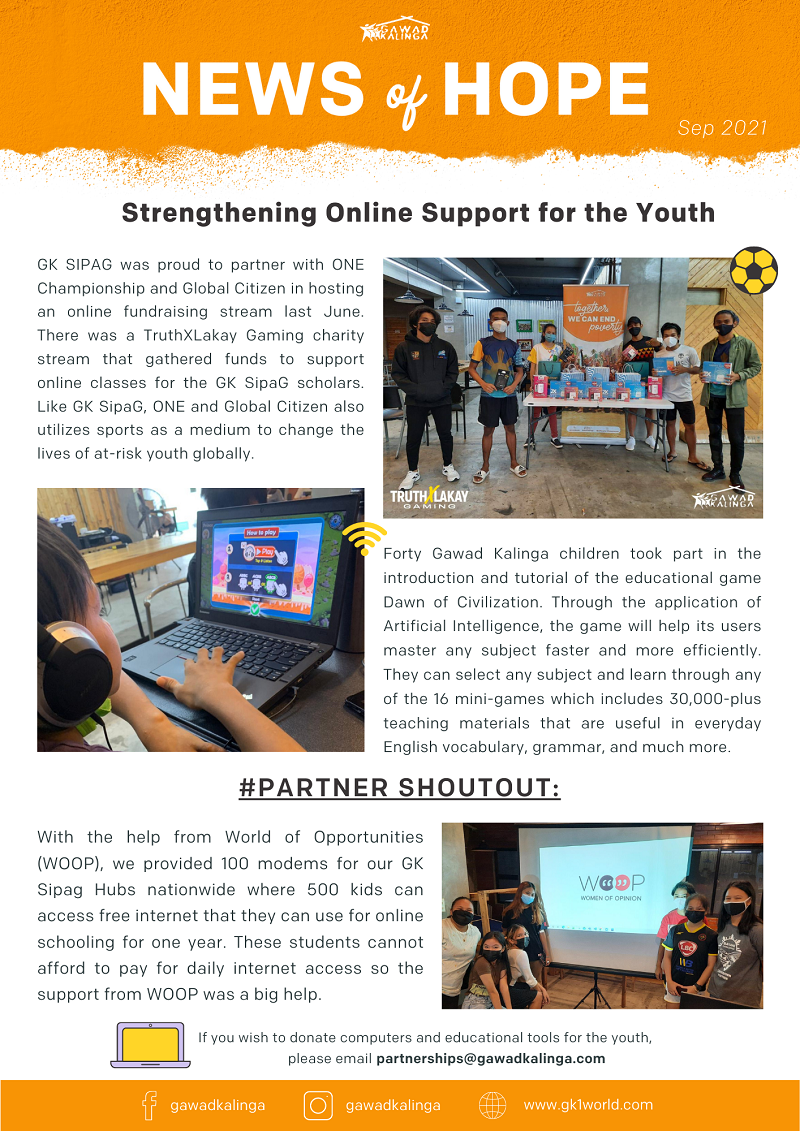 GAWAD
KALINGA
NEWS of HOPE
Sep 2021
Strengthening Online Support for the Youth
GK SIPAG was proud to partner with ONE
Championship and Global Citizen in hosting
an online fundraising stream last June.
There was a TruthXLakay Gaming charity
stream that gathered funds to support
online classes for the GK SipaG scholars.
Like GK SipaG, ONE and Global Citizen also
utilizes sports as a medium to change the
lives of at-risk youth globally.
together,
WE CAN END
poverty
TRUTHXLAKAY
GAMING
GAWAD
KALINGA
How to play
Play
Forty Gawad Kalinga children took part in the
introduction and tutorial of the educational game
Dawn of Civilization. Through the application of
Artificial Intelligence, the game will help its users
master any subject faster and more efficiently.
They can select any subject and learn through any
of the 16 mini-games which includes 30,000-plus
teaching materials that are useful in everyday
English vocabulary, grammar, and much more.
#PARTNER SHOUTOUT:
With the help from World of Opportunities
(WOOP), we provided 100 modems for our GK
Sipag Hubs nationwide where 500 kids can
access free internet that they can use for online
schooling for one year. These students cannot
afford to pay for daily internet access so the
support from WOOP was a big help.
WOOP
WOMEN OF OPINION
LBC
If you wish to donate computers and educational tools for the youth,
please email partnerships@gawadkalinga.com
gawadkalinga
gawadkalinga
www.gk1world.com